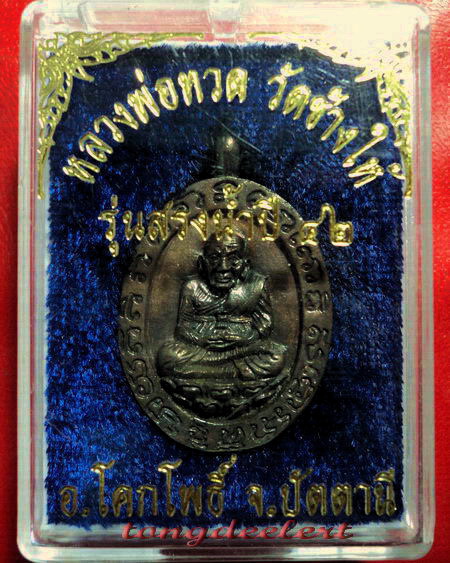 หลวงพ่อทวด วัดช้างให้
รุ่นสรงน้ำปี ๔๒
อ.โคกโพธิ์ จ.ปัตตานี
tangdeelert